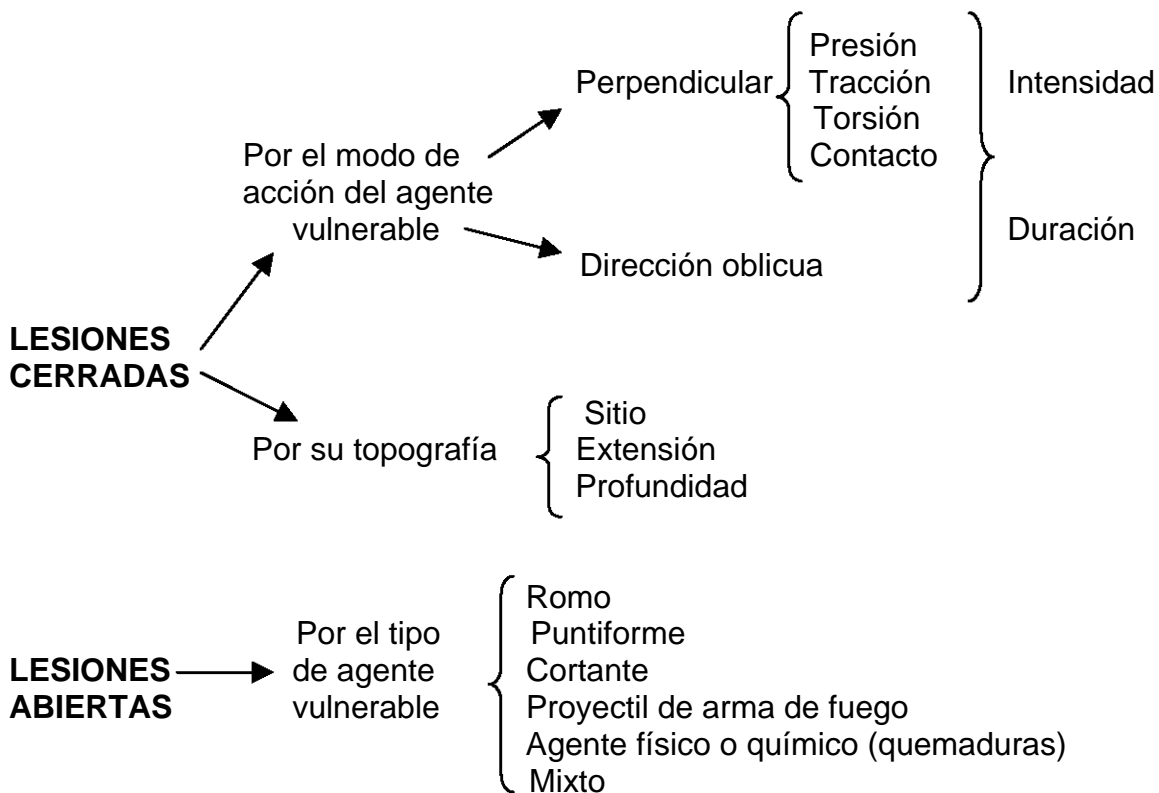 Presión
Perpendicular
Tracción
Intensidad
Torsión
Contacto
Por el modo de
acción del agente
vulnerable
Dirección oblicua
Duración
LESIONES
CERRADAS
Por su topografía
Sitio
Extensión
Profundidad
LESIONES
ABIERTAS
Por el tipo
de agente
vulnerable
Romo
Puntiforme
Cortante
Proyectil de arma de fuego
Agente físico o químico (quemaduras)
Mixto